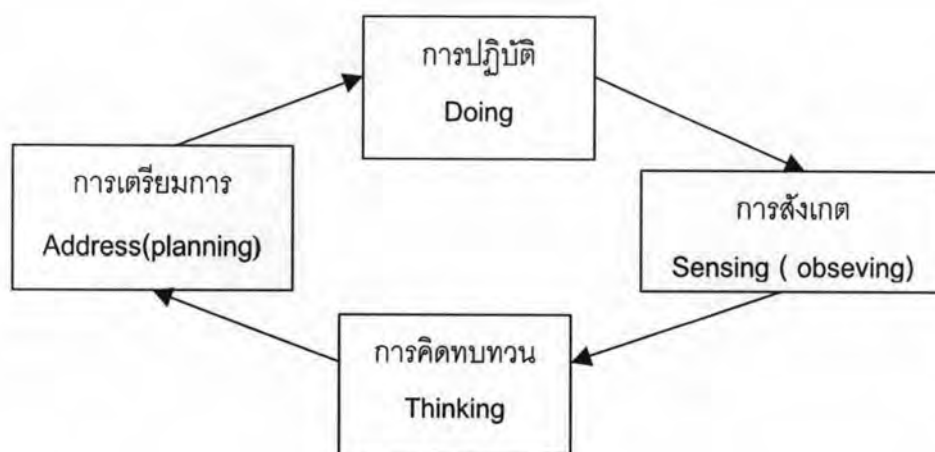 การปฏิบัติ
Doing
การเตรียมการ
Address(planning)
การสังเกต
Sensing ( obseving)
การคิดทบทวน
Thinking